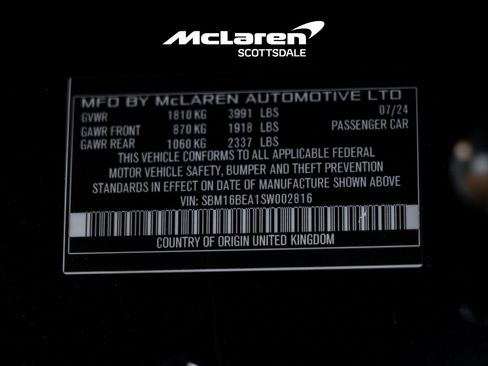 McLaren
SCOTTSDALE
MFD BY McLAREN AUTOMOTIVE LTD
GVWR 1810 KG 3991 LBS 07/24
GAWR FRONT 870 KG 1918 LBS PASSENGER CAR
GAWR REAR 1060 KG 2337 LBS
THIS VEHICLE CONFORMS TO ALL APPLICABLE FEDERAL
MOTOR VEHICLE SAFETY, BUMPER AND THEFT PREVENTION
STANDARDS IN EFFECT ON DATE OF MANUFACTURE SHOWN ABOVE
VIN: SBM16BEA1SW002816
COUNTRY OF ORIGIN UNITED KINGDOM